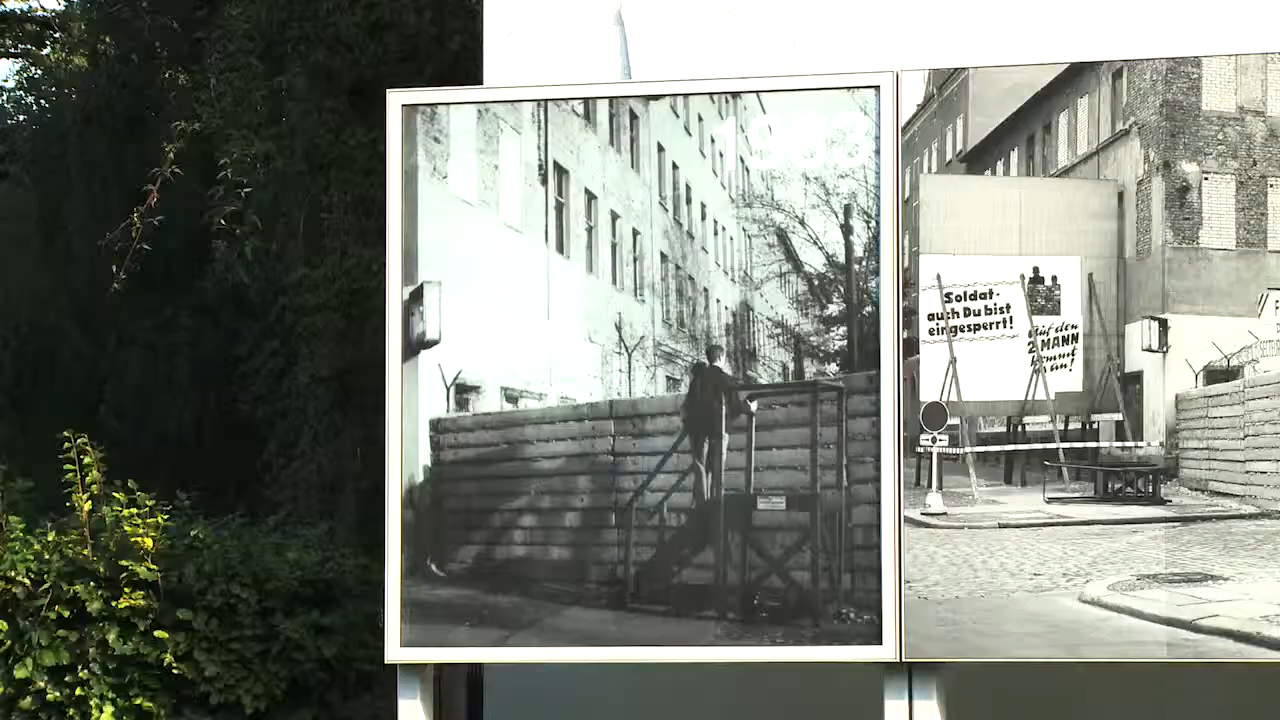 Soldat-
auch Du bist
eingesperrt!
Auf den
2. MANN
kommt
es an!